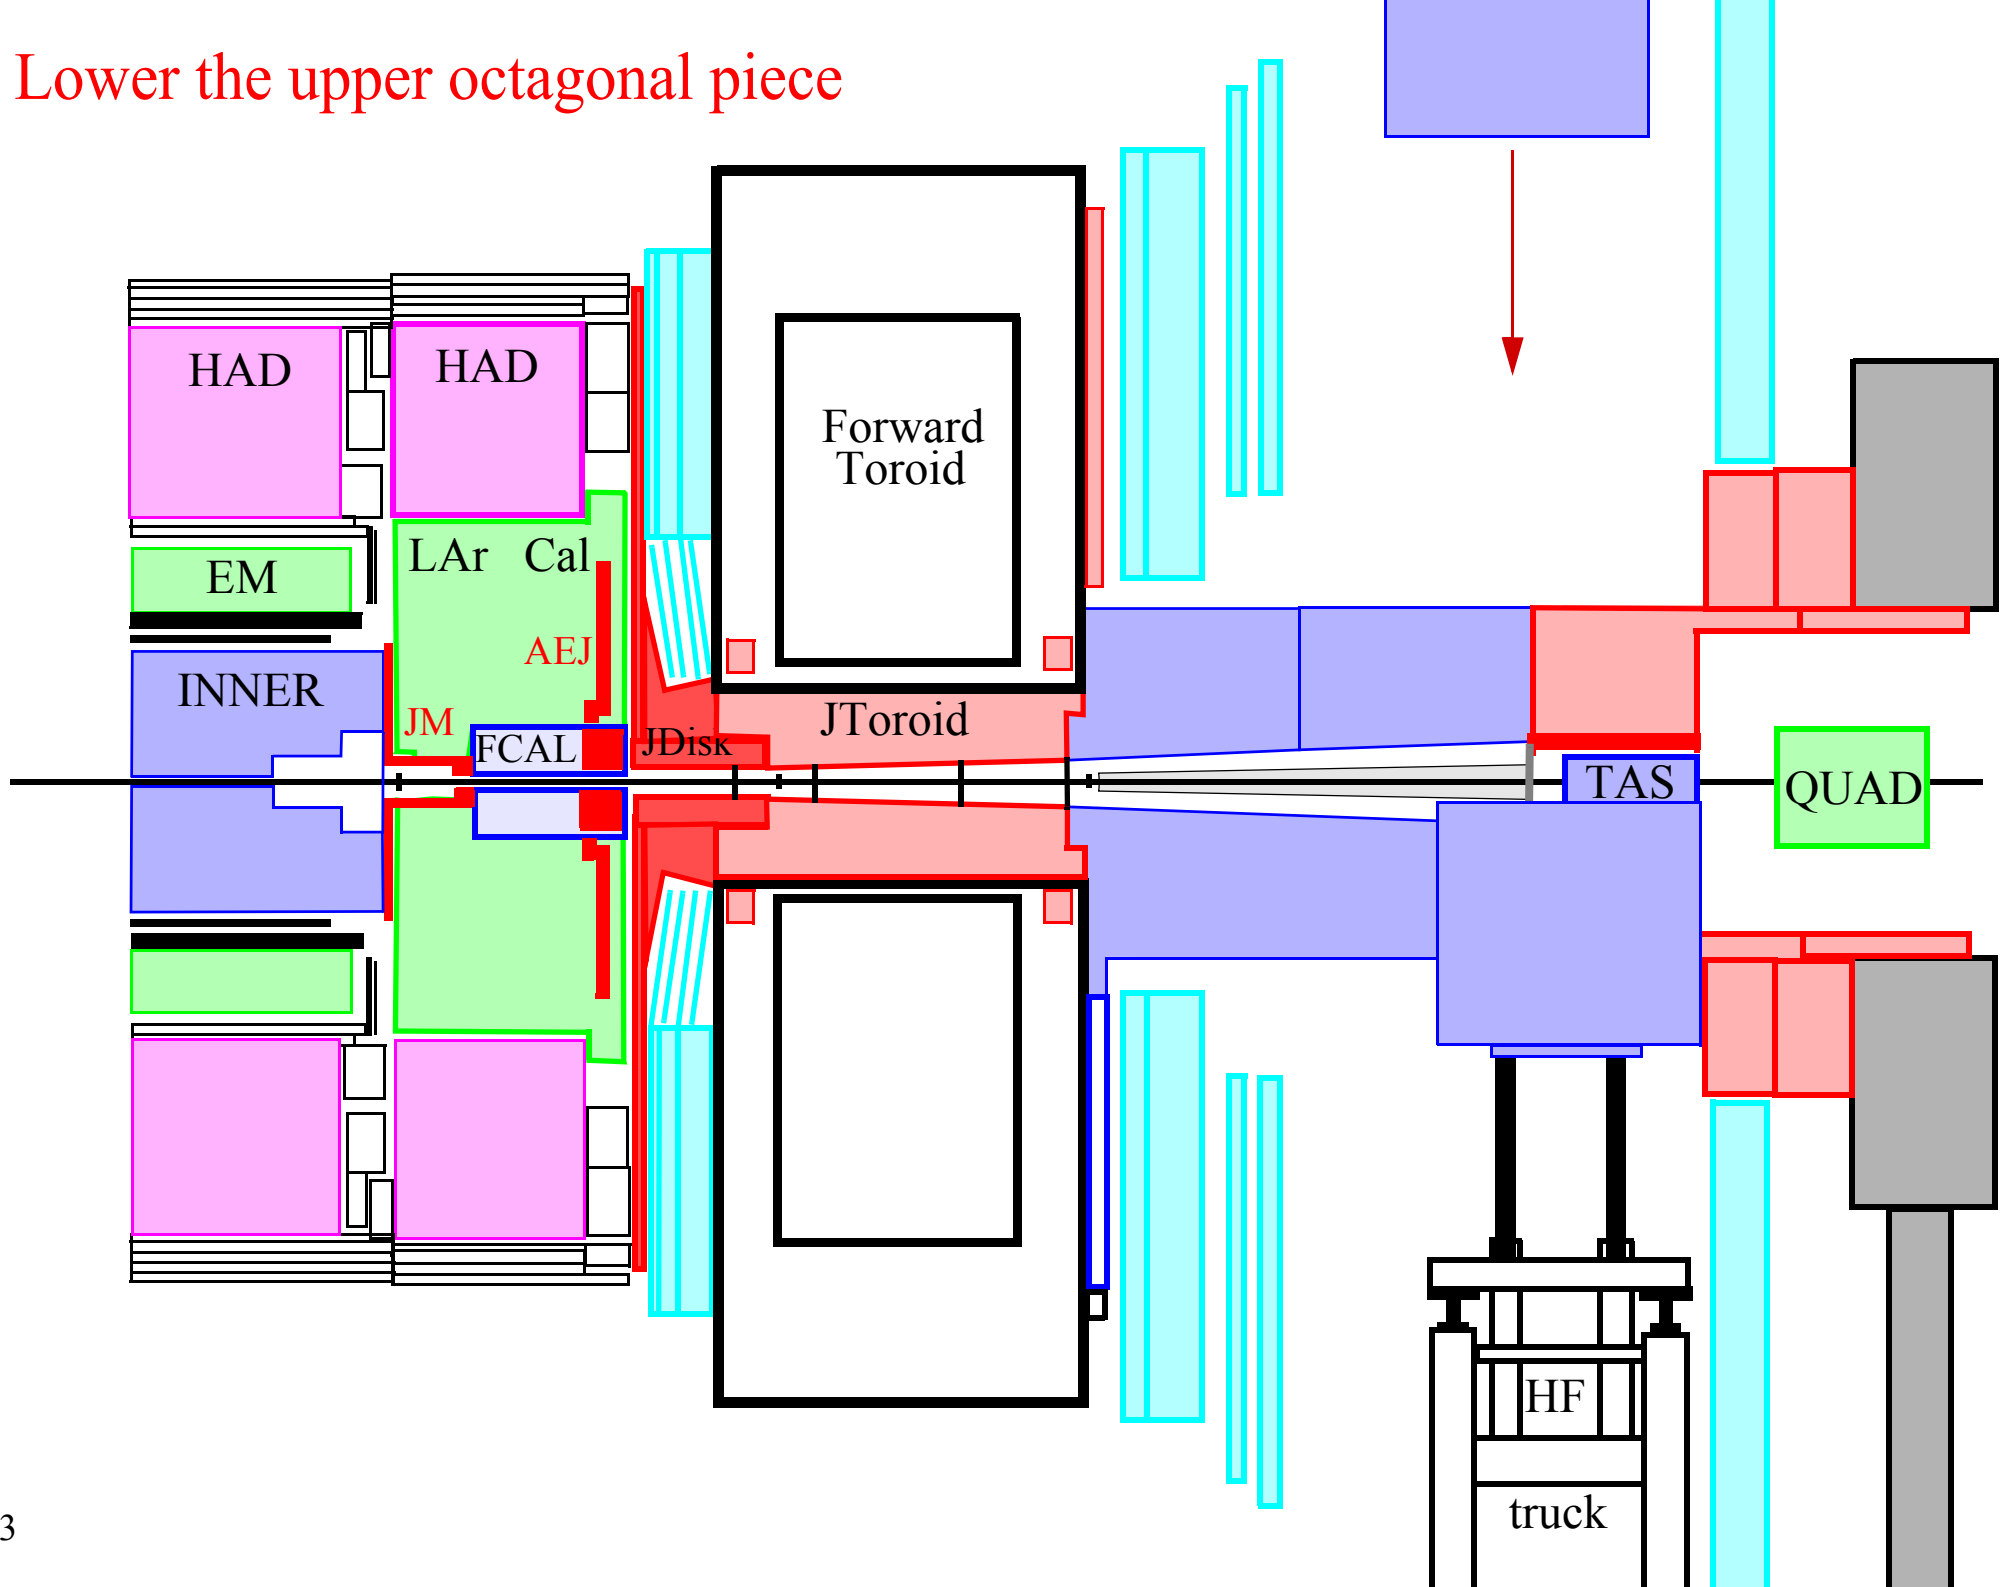 Lower the upper octagonal piece
HAD
HAD
Forward
Toroid
LAr Cal
EM
AEJ
INNER
JM
JToroid
FCAL
JDisk
TAS
QUAD
HF
truck
3